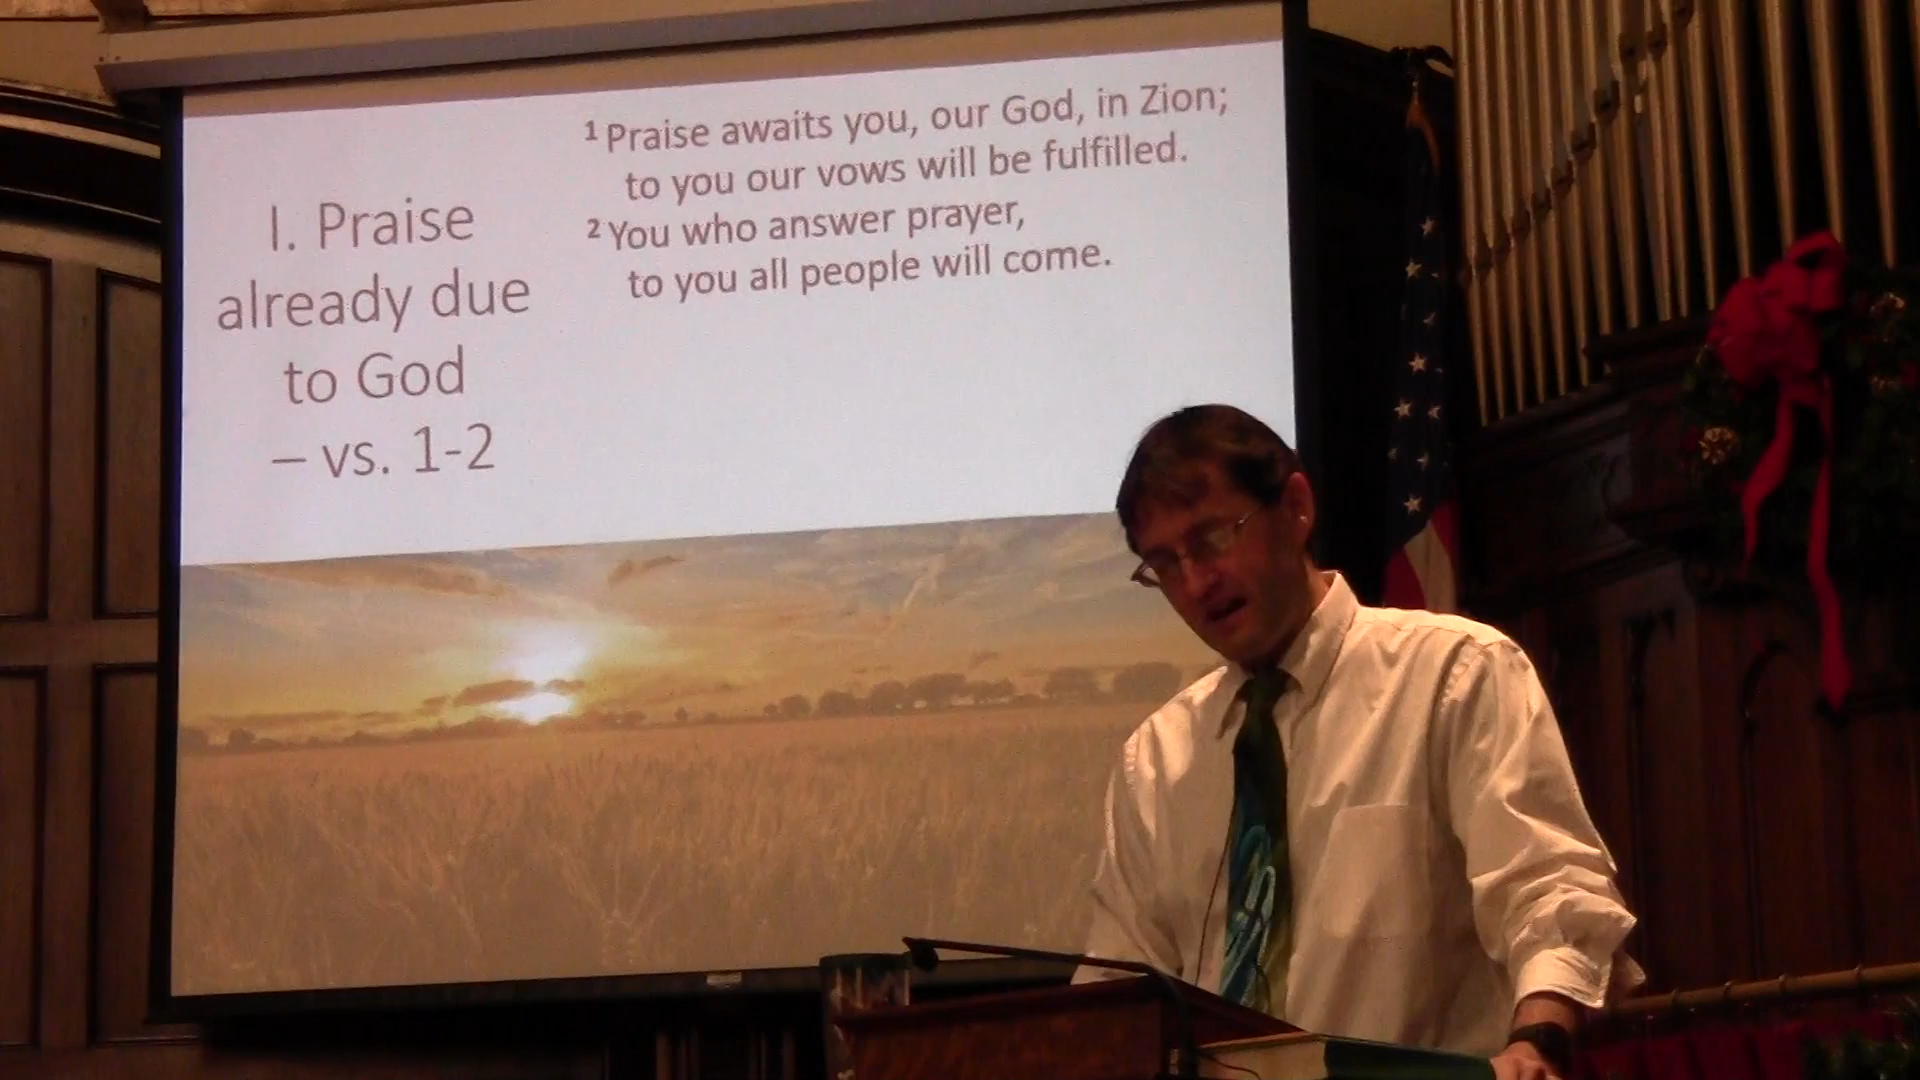 I. Praise
already due
to God
– vs. 1-2
1 Praise awaits you, our God, in Zion;
to you our vows will be fulfilled.
2 You who answer prayer,
to you all people will come.